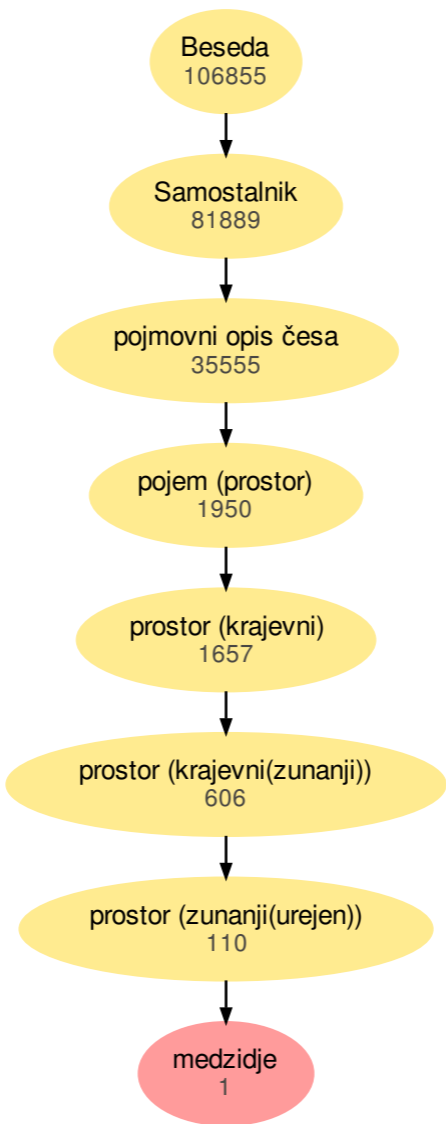 Beseda
106855
Samostalnik
81889
pojmovni opis česa
35555
pojem (prostor)
1950
prostor (krajevni)
1657
prostor (krajevni(zunanji))
606
prostor (zunanji(urejen))
110
medzidje
1